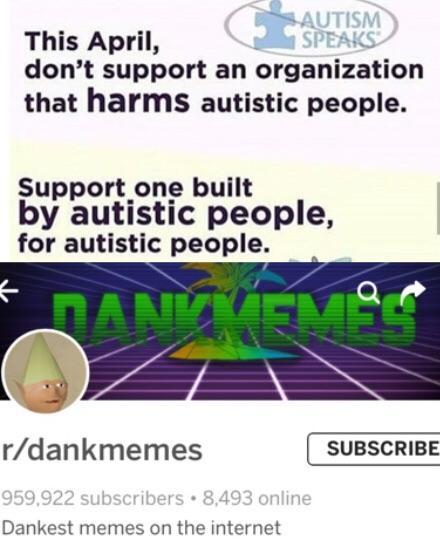 AUTISM
SPEAKS
This April,
don't support an organization
that harms autistic people.
Support one built
by autistic people,
for autistic people.
DANKMEMES
r/dankmemes
SUBSCRIBE
959,922 subscribers • 8,493 online
Dankest memes on the internet